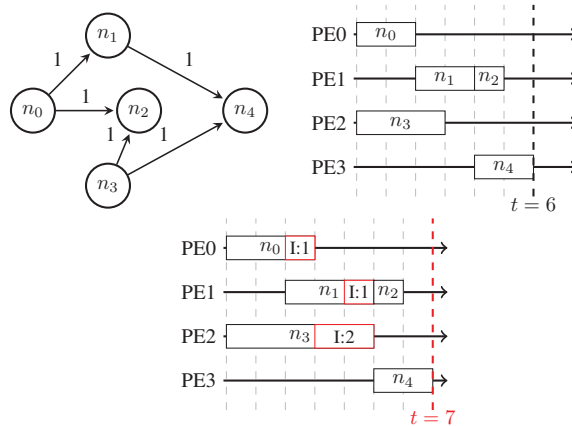 n1
1
1
n0
1
n2
n4
1
1
n3
PE0
n0
PE1
n1
n2
PE2
n3
PE3
n4
t = 6
PE0
n0
I:1
PE1
n1
I:1
n2
PE2
n3
I:2
PE3
n4
t = 7